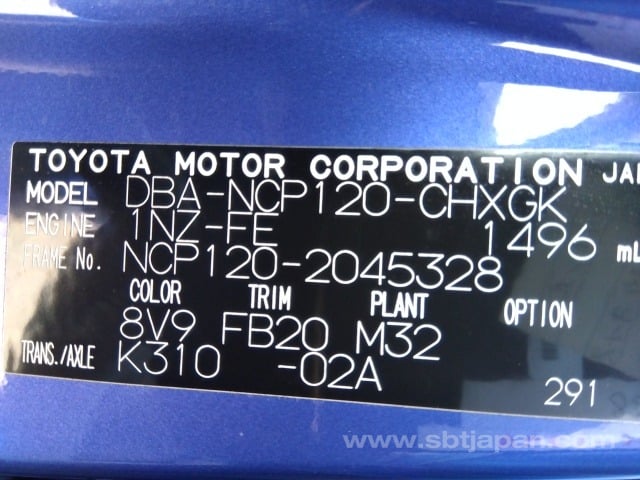 TOYOTA MOTOR CORPORATION JA
MODEL DBA-NCP120-CHXGK
ENGINE 1NZ-FE 1496 mL
FRAME No. NCP120-2045328
COLOR TRIM PLANT OPTION
8V9 FB20 M32
TRANS./AXLE K310 -02A
291
www.sbtjapan.com